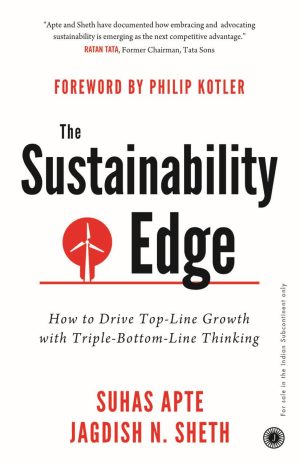 "Apte and Sheth have documented how embracing and advocating
sustainability is emerging as the next competitive advantage."
RATAN TATA, Former Chairman, Tata Sons
FOREWORD BY PHILIP KOTLER
The
Sustainability
Edge
How to Drive Top-Line Growth
with Triple-Bottom-Line Thinking
SUHAS APTE
JAGDISH N. SHETH
For sale in the Indian Subcontinent only
J